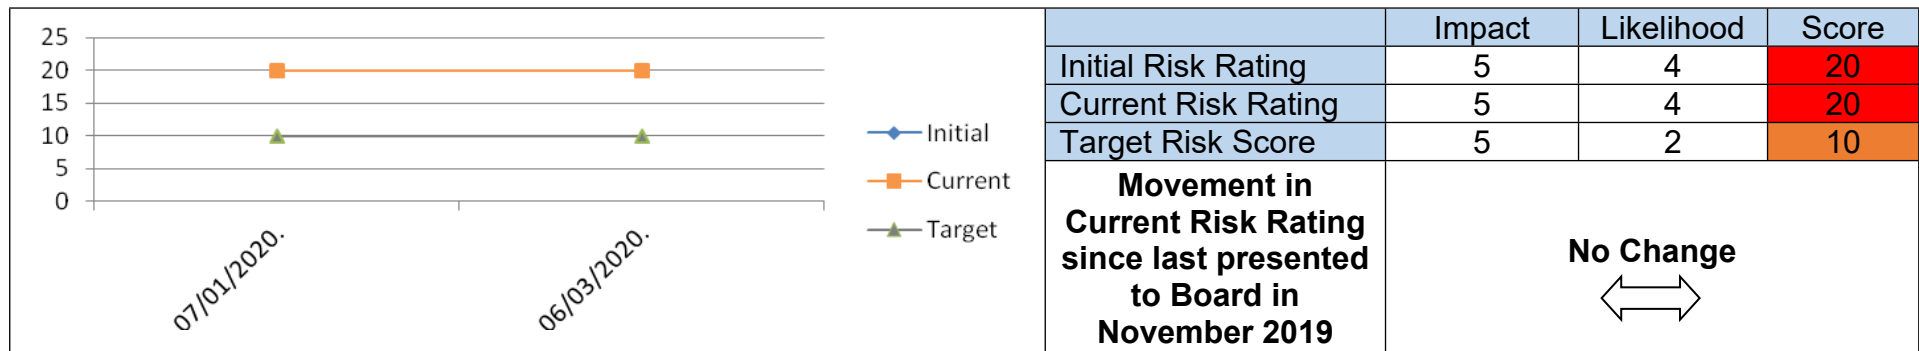 25
20
15
10
5
0
07/01/2020.
06/03/2020.
Initial
Current
Target
Impact Likelihood Score
Initial Risk Rating 5 4 20
Current Risk Rating 5 4 20
Target Risk Score 5 2 10
Movement in
Current Risk Rating
since last presented
to Board in
November 2019
No Change